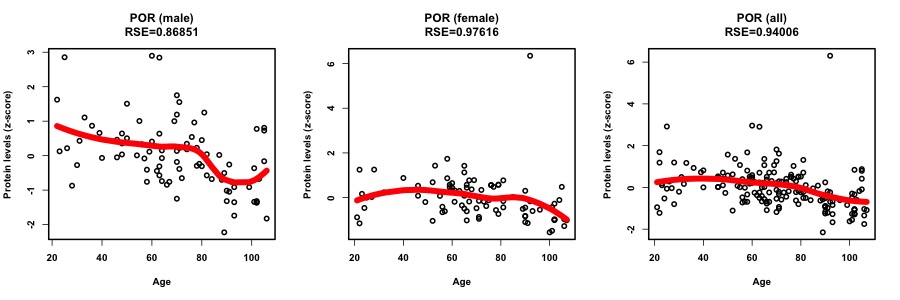 POR (male)
RSE=0.86851
3
2
1
0
-1
-2
Protein levels (z-score)
20 40 60 80 100
Age
POR (female)
RSE=0.97616
6
4
2
0
Protein levels (z-score)
20 40 60 80 100
Age
POR (all)
RSE=0.94006
6
4
2
0
-2
Protein levels (z-score)
20 40 60 80 100
Age